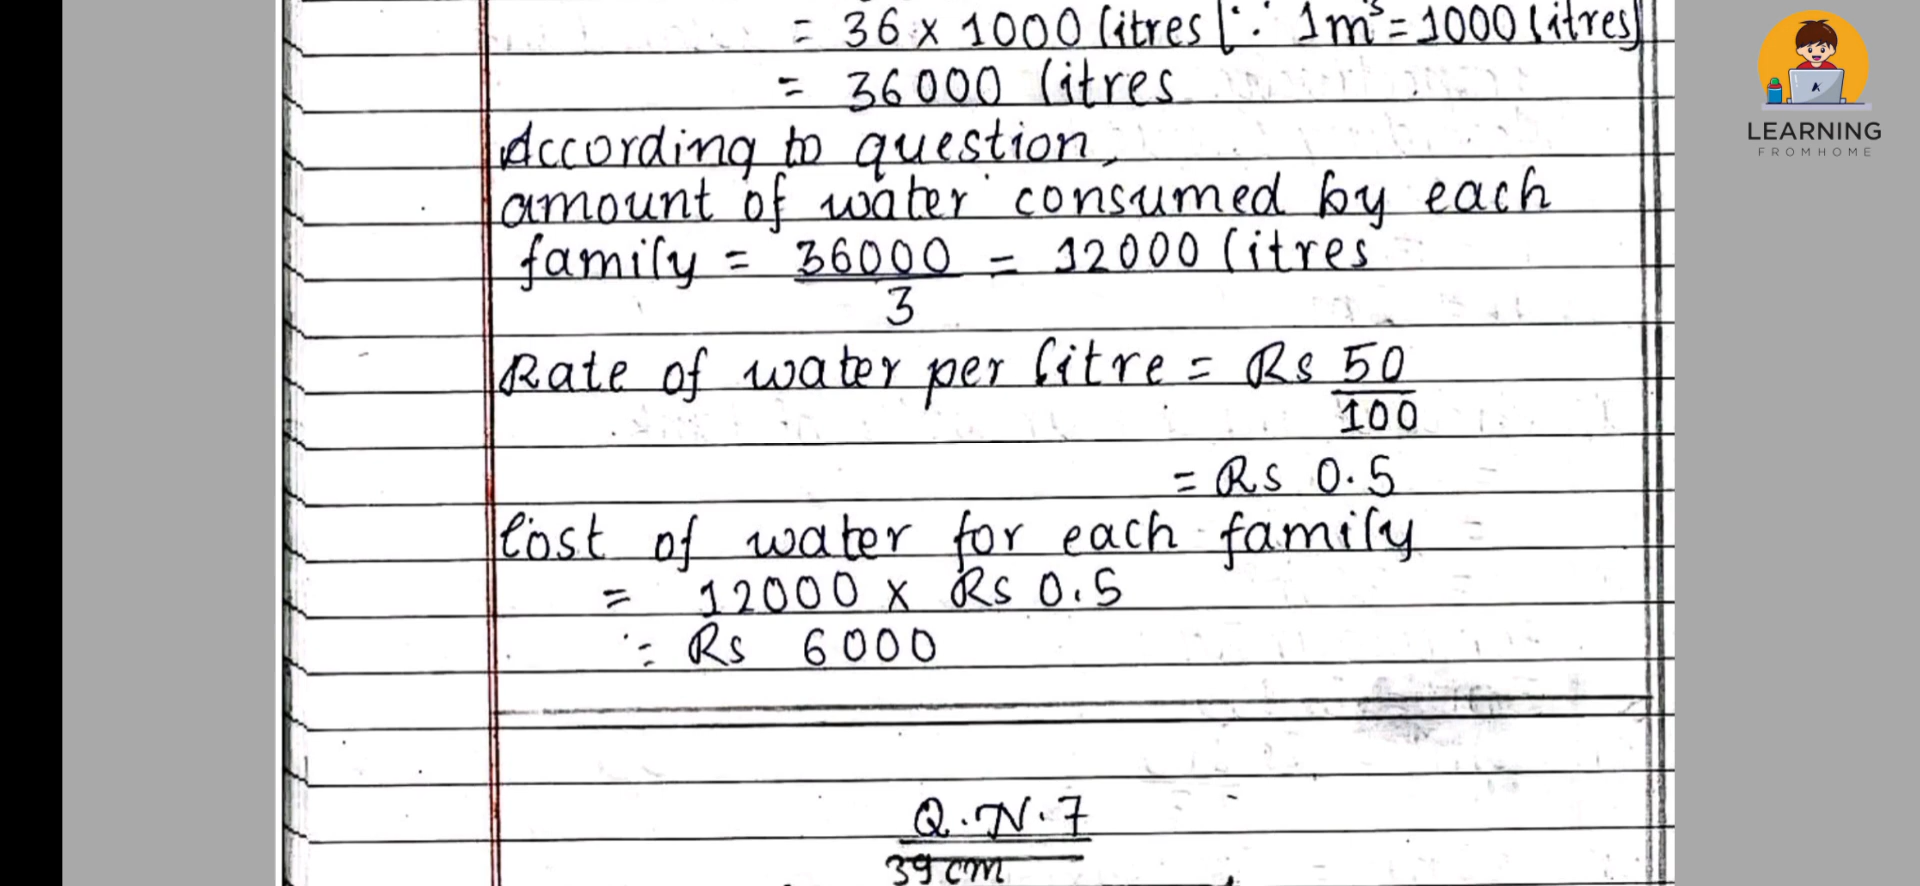 = 36 x 1000 litres [∵ 1m³ = 1000 litres]
= 36000 litres
According to question,
amount of water consumed by each
family = 36000/3 = 12000 litres
Rate of water per litre = Rs 50/100
= Rs 0.5
Cost of water for each family
= 12000 x Rs 0.5
= Rs 6000
Q.N.7
39 cm
LEARNING
FROMHOME